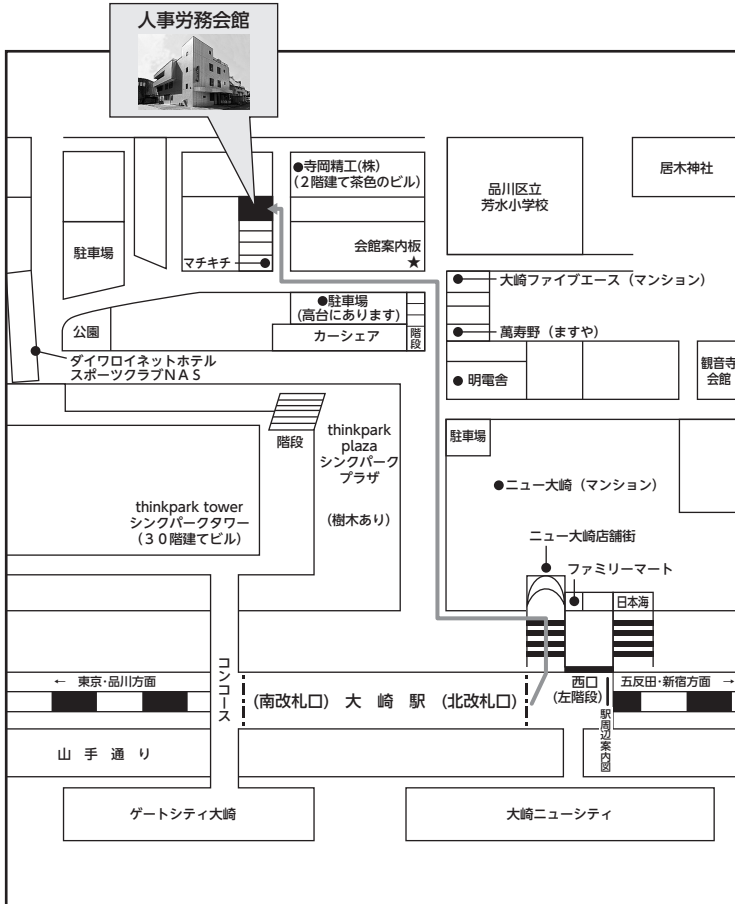 人事労務会館
●寺岡精工(株)
(２階建て茶色のビル)
品川区立
芳水小学校
居木神社
駐車場
会館案内板
★
マチキチ
大崎ファイブエース（マンション）
●駐車場
(高台にあります)
公園
カーシェア
階段
萬寿野（ますや）
ダイワロイネットホテル
スポーツクラブＮＡＳ
明電舎
観音寺
会館
階段
thinkpark
plaza
シンクパーク
プラザ
(樹木あり)
駐車場
●ニュー大崎（マンション）
thinkpark tower
シンクパークタワー
(３０階建てビル)
ニュー大崎店舗街
ファミリーマート
日本海
コンコース
← 東京・品川方面
(南改札口) 大 崎 駅 (北改札口)
西口
(左階段)
五反田・新宿方面 →
駅周辺案内図
山 手 通 り
ゲートシティ大崎
大崎ニューシティ